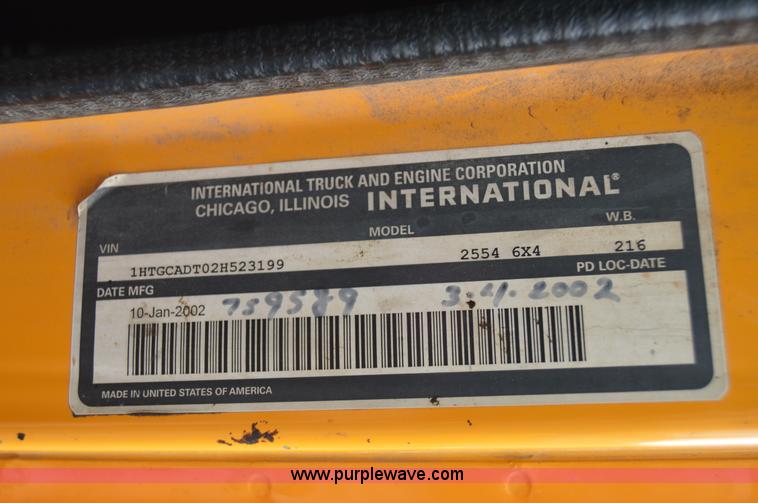 INTERNATIONAL TRUCK AND ENGINE CORPORATION
CHICAGO, ILLINOIS INTERNATIONAL®
VIN MODEL W.B.
1HTGCADT02H523199 2554 6X4 216
DATE MFG PD LOC-DATE
10-Jan-2002 759589 3.4.2002
MADE IN UNITED STATES OF AMERICA
www.purplewave.com